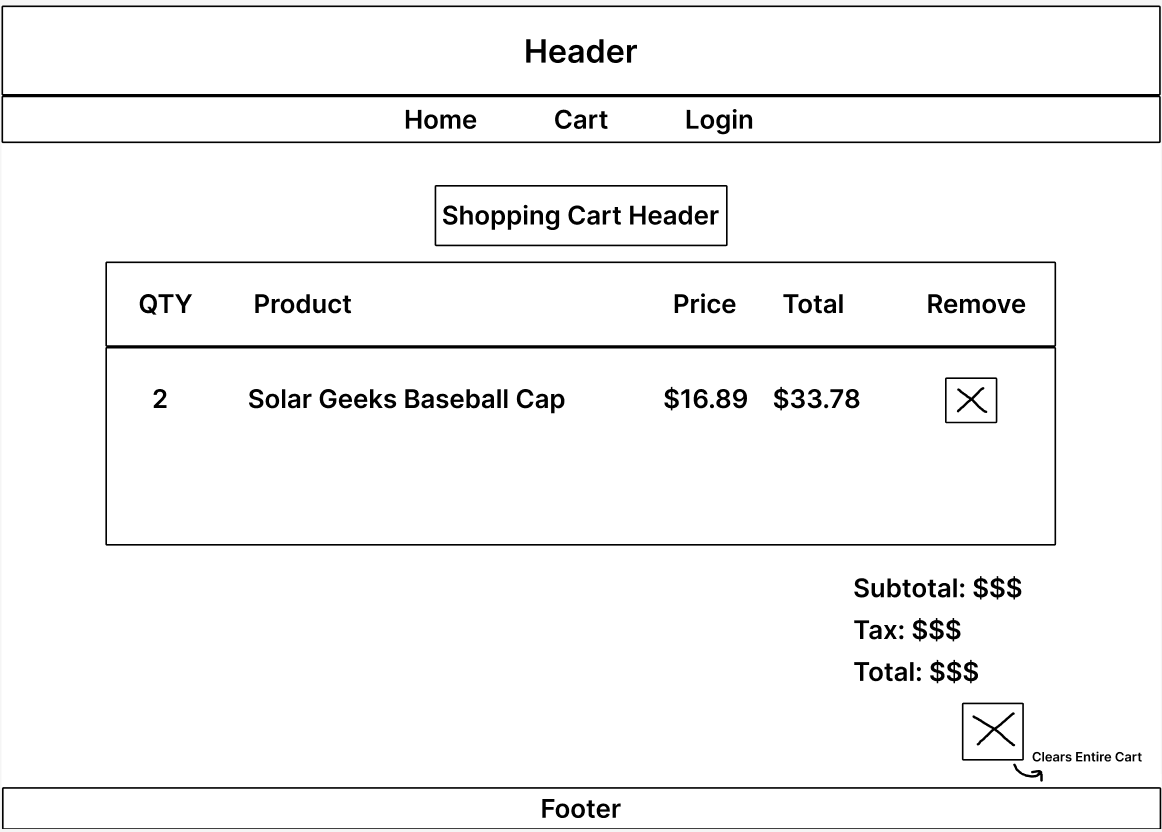 Header
Home Cart Login
Shopping Cart Header
QTY Product Price Total Remove
2 Solar Geeks Baseball Cap $16.89 $33.78
Subtotal: $$$
Tax: $$$
Total: $$$
Clears Entire Cart
Footer